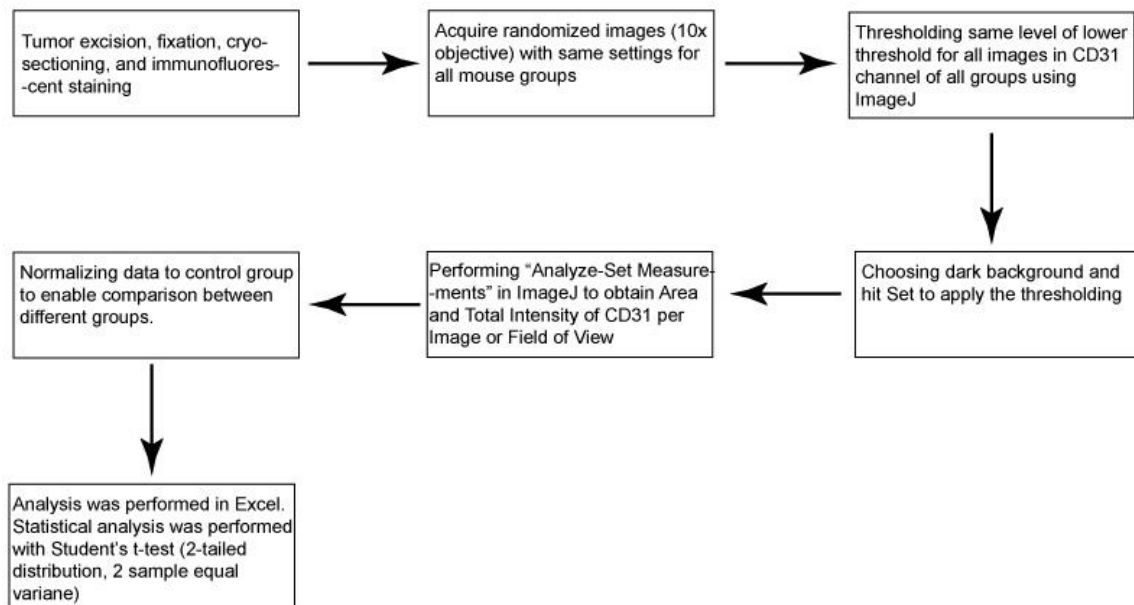 Tumor excision, fixation, cryo-
sectioning, and immunofluores-
-cent staining
Acquire randomized images (10x
objective) with same settings for
all mouse groups
Thresholding same level of lower
threshold for all images in CD31
channel of all groups using
ImageJ
Choosing dark background and
hit Set to apply the thresholding
Performing “Analyze-Set Measure-
-ments” in ImageJ to obtain Area
and Total Intensity of CD31 per
Image or Field of View
Normalizing data to control group
to enable comparison between
different groups.
Analysis was performed in Excel.
Statistical analysis was performed
with Student's t-test (2-tailed
distribution, 2 sample equal
variane)